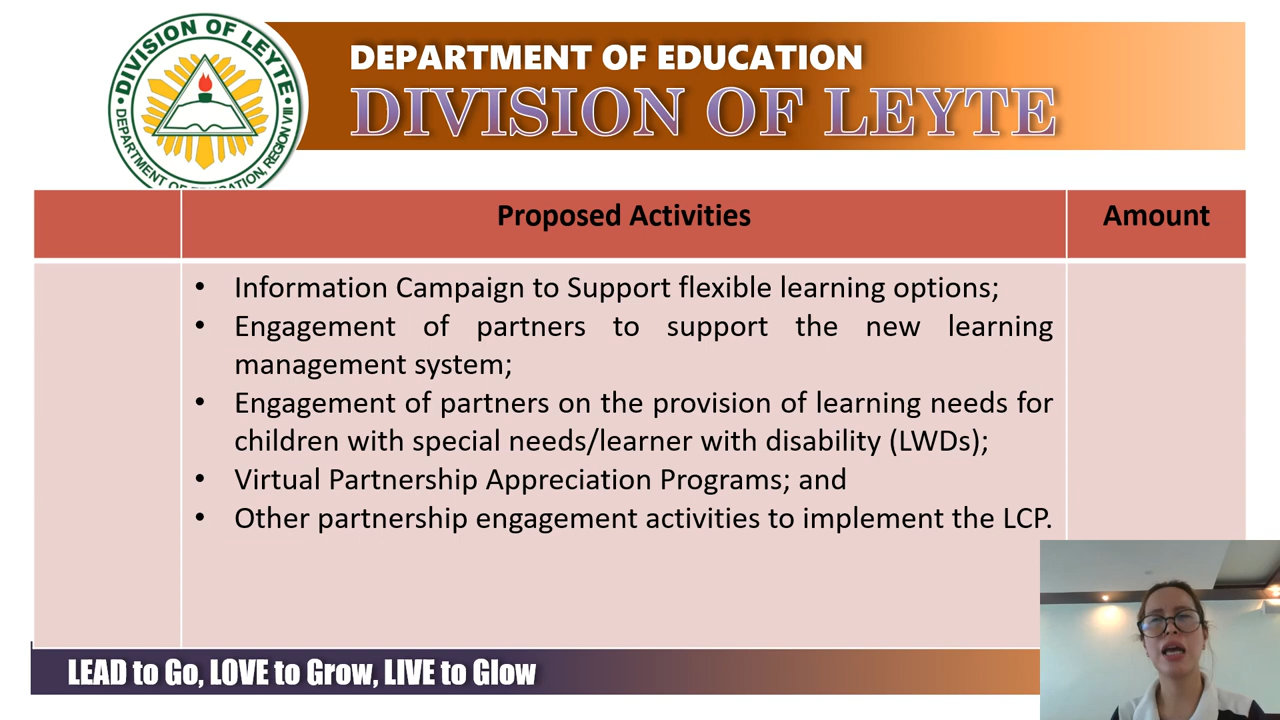 DIVISION OF LEYTE
DEPARTMENT OF EDUCATION, REGION VIII
DEPARTMENT OF EDUCATION
DIVISION OF LEYTE
Proposed Activities
Amount
• Information Campaign to Support flexible learning options;
• Engagement of partners to support the new learning
management system;
• Engagement of partners on the provision of learning needs for
children with special needs/learner with disability (LWDs);
• Virtual Partnership Appreciation Programs; and
• Other partnership engagement activities to implement the LCP.
LEAD to Go, LOVE to Grow, LIVE to Glow